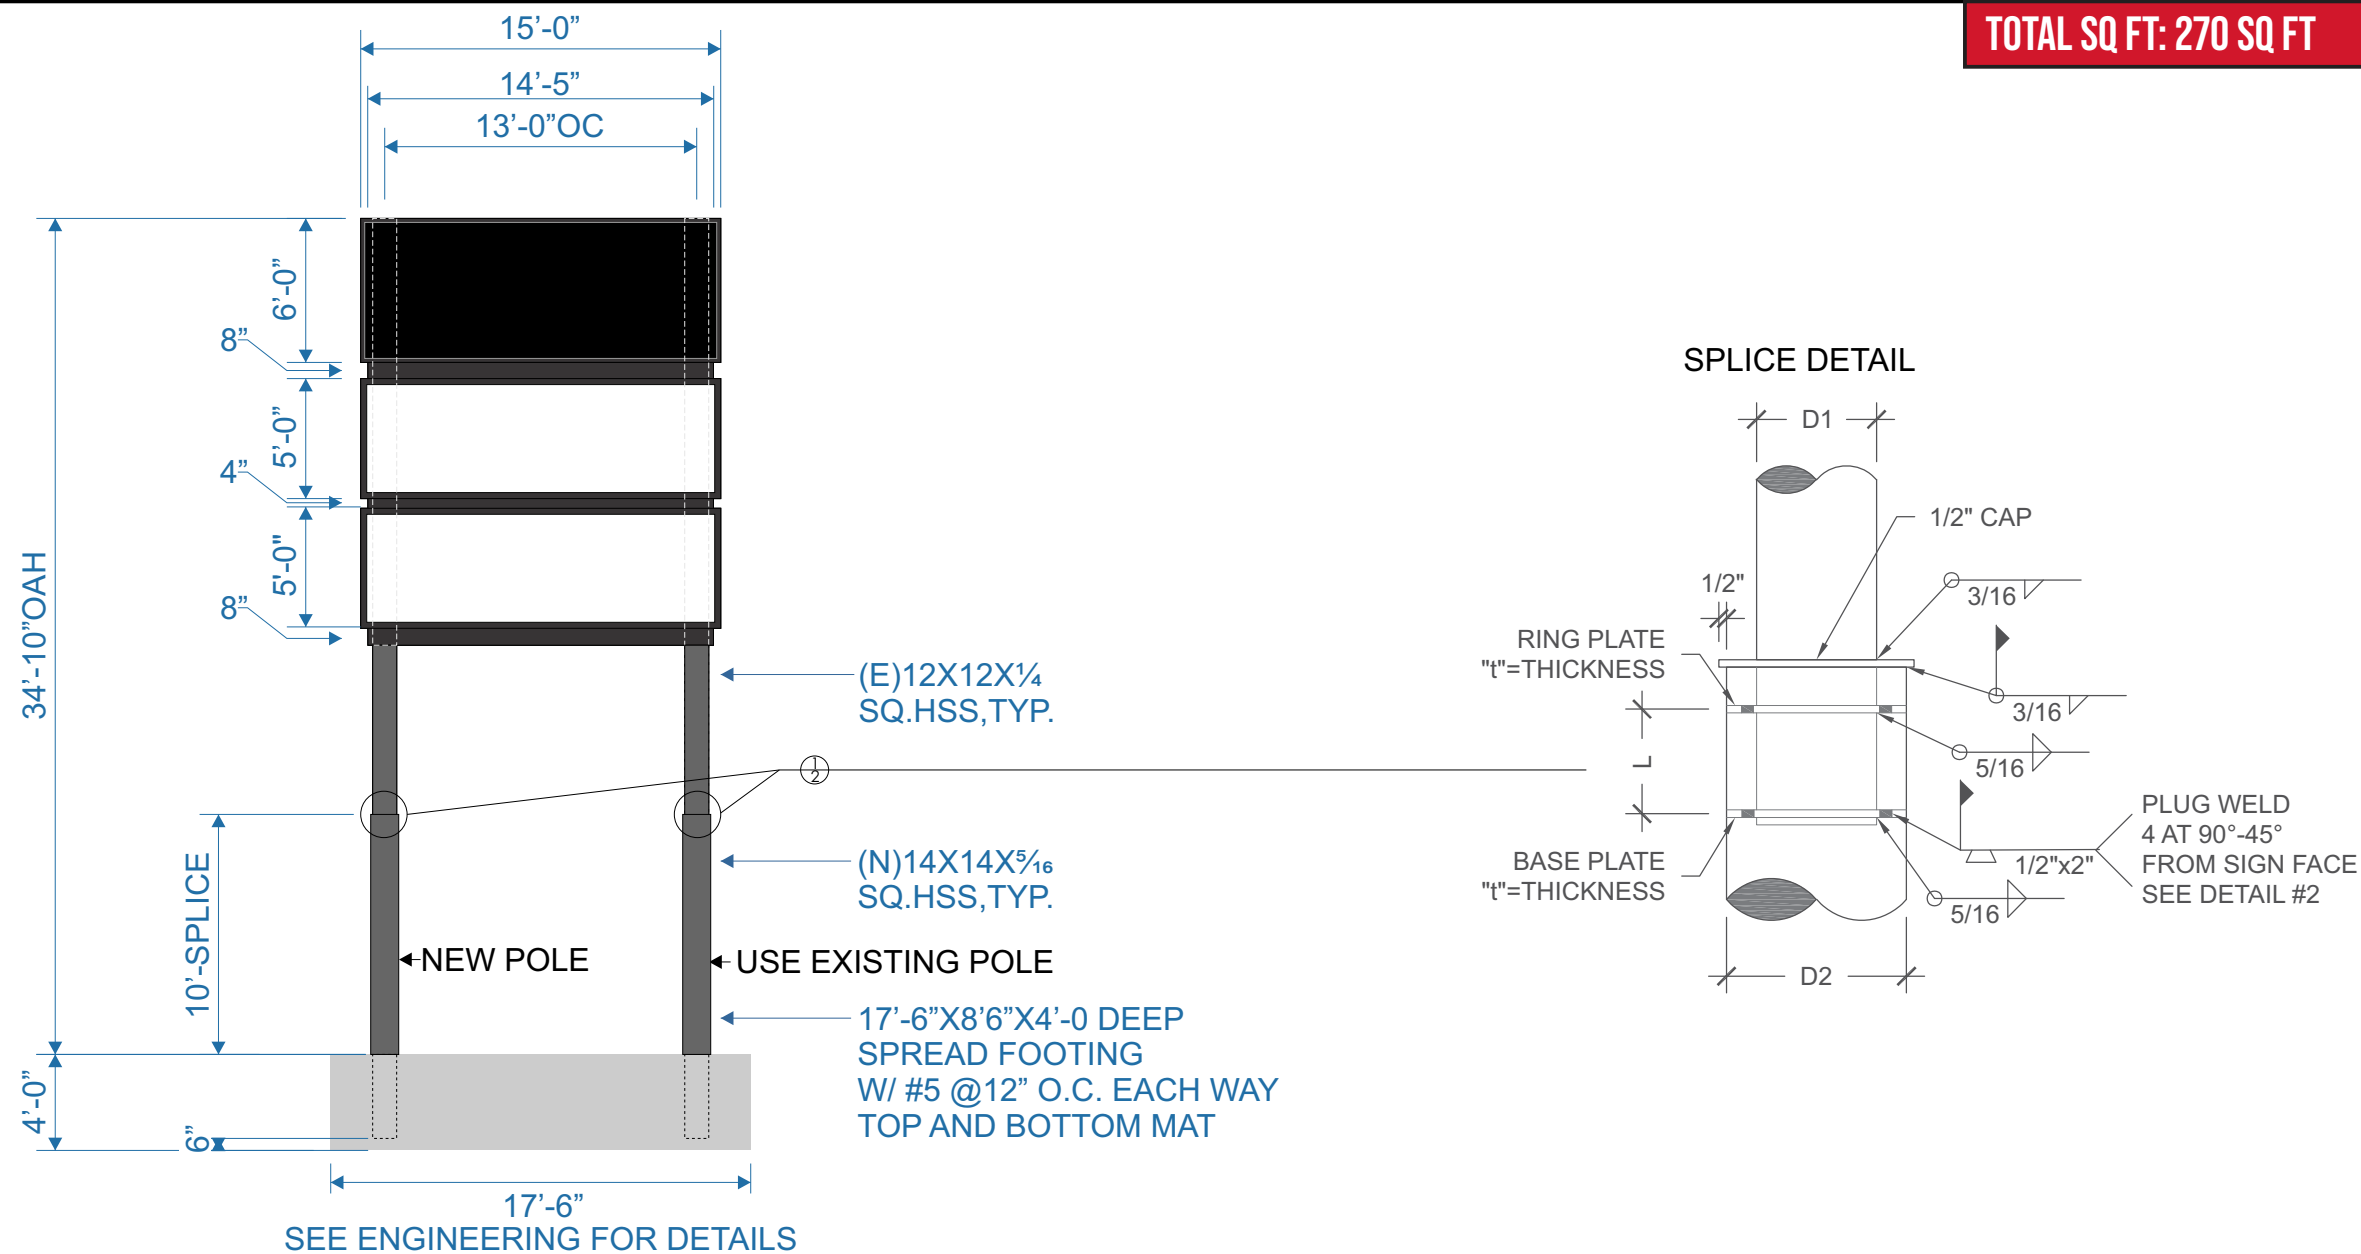 TOTAL SQ FT: 270 SQ FT
15’-0”
14’-5”
13’-0”OC
6’-0”
8”
5’-0”
4”
5'-0"
8”
34’-10”OAH
(E)12X12X¼
SQ.HSS,TYP.
1
2
10’-SPLICE
(N)14X14X⁵⁄₁₆
SQ.HSS,TYP.
NEW POLE
USE EXISTING POLE
17’-6”X8’6”X4’-0 DEEP
SPREAD FOOTING
W/ #5 @12” O.C. EACH WAY
TOP AND BOTTOM MAT
4’-0”
6”
17’-6”
SEE ENGINEERING FOR DETAILS
SPLICE DETAIL
D1
1/2" CAP
1/2"
3/16
RING PLATE
"t"=THICKNESS
3/16
L
5/16
PLUG WELD
4 AT 90°-45°
FROM SIGN FACE
SEE DETAIL #2
1/2"x2"
BASE PLATE
"t"=THICKNESS
5/16
D2